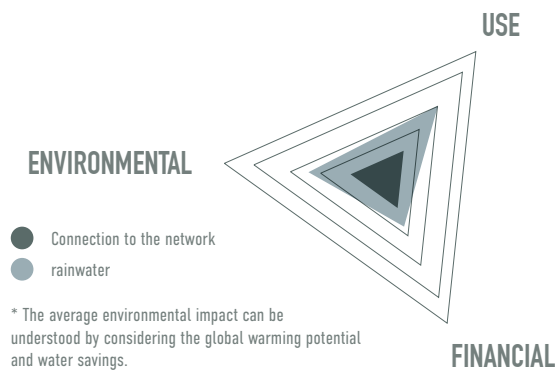 USE
ENVIRONMENTAL
Connection to the network
rainwater
* The average environmental impact can be
understood by considering the global warming potential
and water savings.
FINANCIAL